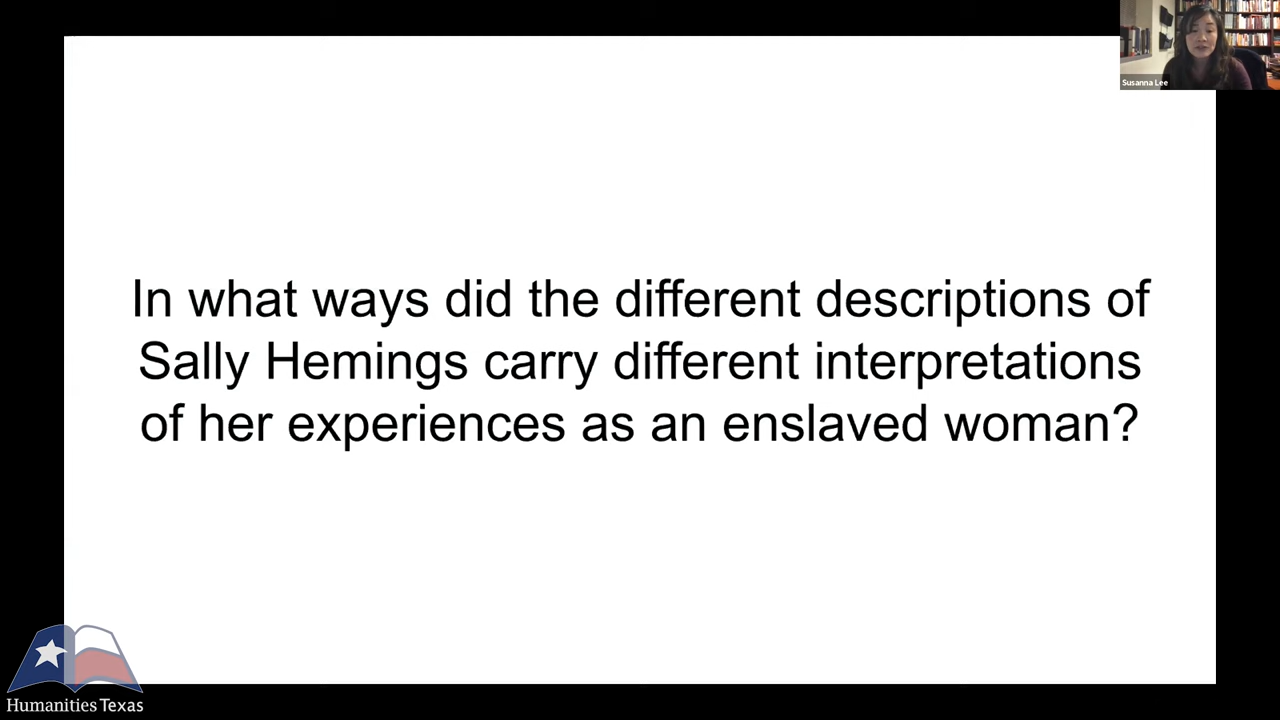 Susanna Lee
In what ways did the different descriptions of
Sally Hemings carry different interpretations
of her experiences as an enslaved woman?
Humanities Texas